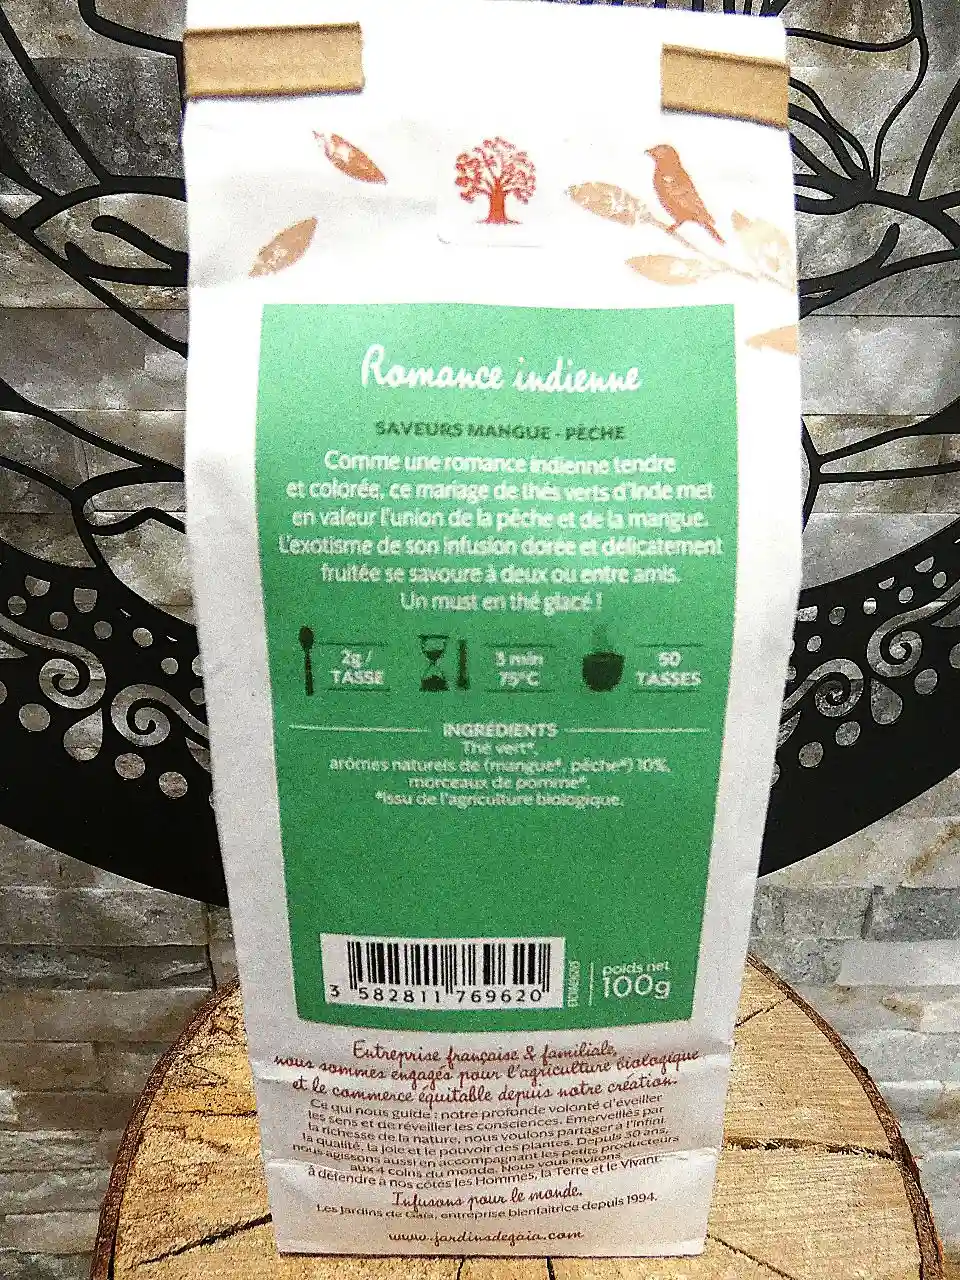 Romance indienne
SAVEURS MANGUE - PÊCHE
Comme une romance indienne tendre
et colorée, ce mariage de thés verts d'Inde met
en valeur l'union de la pêche et de la mangue.
L'exotisme de son infusion dorée et délicatement
fruitée se savoure à deux ou entre amis.
Un must en thé glacé !
2g /
TASSE
3 min
75°C
50
TASSES
INGRÉDIENTS
Thé vert*,
arômes naturels de (mangue*, pêche*) 10%,
morceaux de pomme*.
*issu de l'agriculture biologique.
3 582811 769620
poids net
100g
Entreprise française & familiale,
nous sommes engagés pour l'agriculture biologique
et le commerce équitable depuis notre création.
Ce qui nous guide : notre profonde volonté d'éveiller
les sens et de réveiller les consciences. Émerveillés par
la richesse de la nature, nous voulons partager à l'infini
la qualité, la joie et le pouvoir des plantes. Depuis 30 ans,
nous agissons aussi en accompagnant les petits producteurs
aux 4 coins du monde. Nous vous invitons
à défendre à nos côtés les Hommes, la Terre et le Vivant.
Infusons pour le monde.
Les Jardins de Gaïa, entreprise bienfaitrice depuis 1994.
www.jardinsdegaia.com